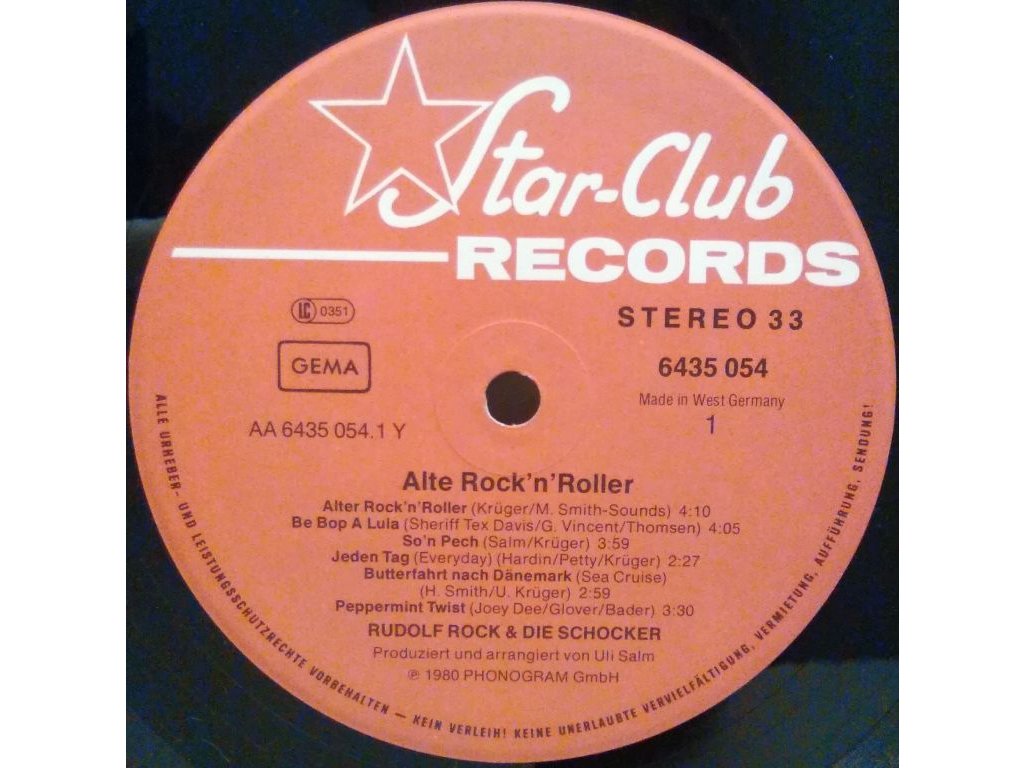 Star-Club
RECORDS
LC 0351
STEREO 33
GEMA
6435 054
Made in West Germany
1
AA 6435 054.1 Y
Alte Rock'n'Roller
Alter Rock'n'Roller (Krüger/M. Smith-Sounds) 4:10
Be Bop A Lula (Sheriff Tex Davis/G. Vincent/Thomsen) 4:05
So'n Pech (Salm/Krüger) 3:59
Jeden Tag (Everyday) (Hardin/Petty/Krüger) 2:27
Butterfahrt nach Dänemark (Sea Cruise)
(H. Smith/U. Krüger) 2:59
Peppermint Twist (Joey Dee/Glover/Bader) 3:30
RUDOLF ROCK & DIE SCHOCKER
Produziert und arrangiert von Uli Salm
℗ 1980 PHONOGRAM GmbH
ALLE URHEBER- UND LEISTUNGSSCHUTZRECHTE VORBEHALTEN — KEIN VERLEIH! KEINE UNERLAUBTE VERVIELFÄLTIGUNG, VERMIETUNG, AUFFÜHRUNG, SENDUNG!